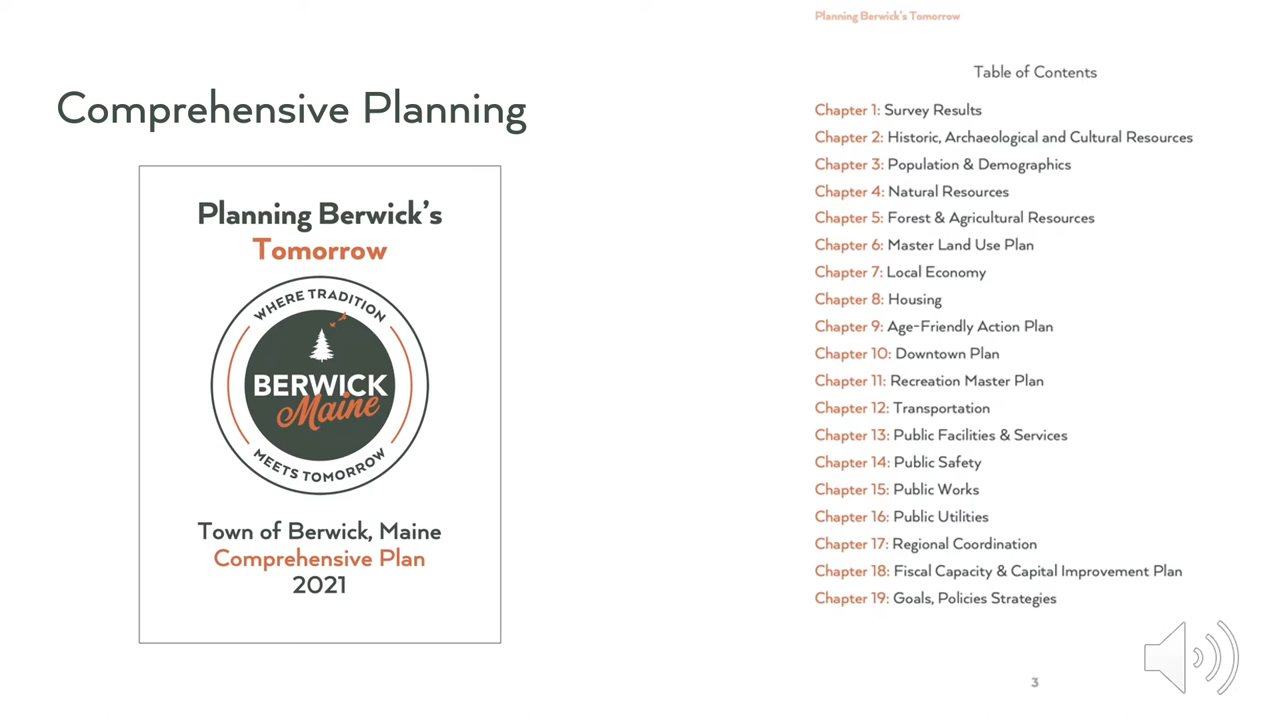 Comprehensive Planning
Planning Berwick's
Tomorrow
WHERE TRADITION
BERWICK
Maine
MEETS TOMORROW
Town of Berwick, Maine
Comprehensive Plan
2021
Planning Berwick's Tomorrow
Table of Contents
Chapter 1: Survey Results
Chapter 2: Historic, Archaeological and Cultural Resources
Chapter 3: Population & Demographics
Chapter 4: Natural Resources
Chapter 5: Forest & Agricultural Resources
Chapter 6: Master Land Use Plan
Chapter 7: Local Economy
Chapter 8: Housing
Chapter 9: Age-Friendly Action Plan
Chapter 10: Downtown Plan
Chapter 11: Recreation Master Plan
Chapter 12: Transportation
Chapter 13: Public Facilities & Services
Chapter 14: Public Safety
Chapter 15: Public Works
Chapter 16: Public Utilities
Chapter 17: Regional Coordination
Chapter 18: Fiscal Capacity & Capital Improvement Plan
Chapter 19: Goals, Policies Strategies
3